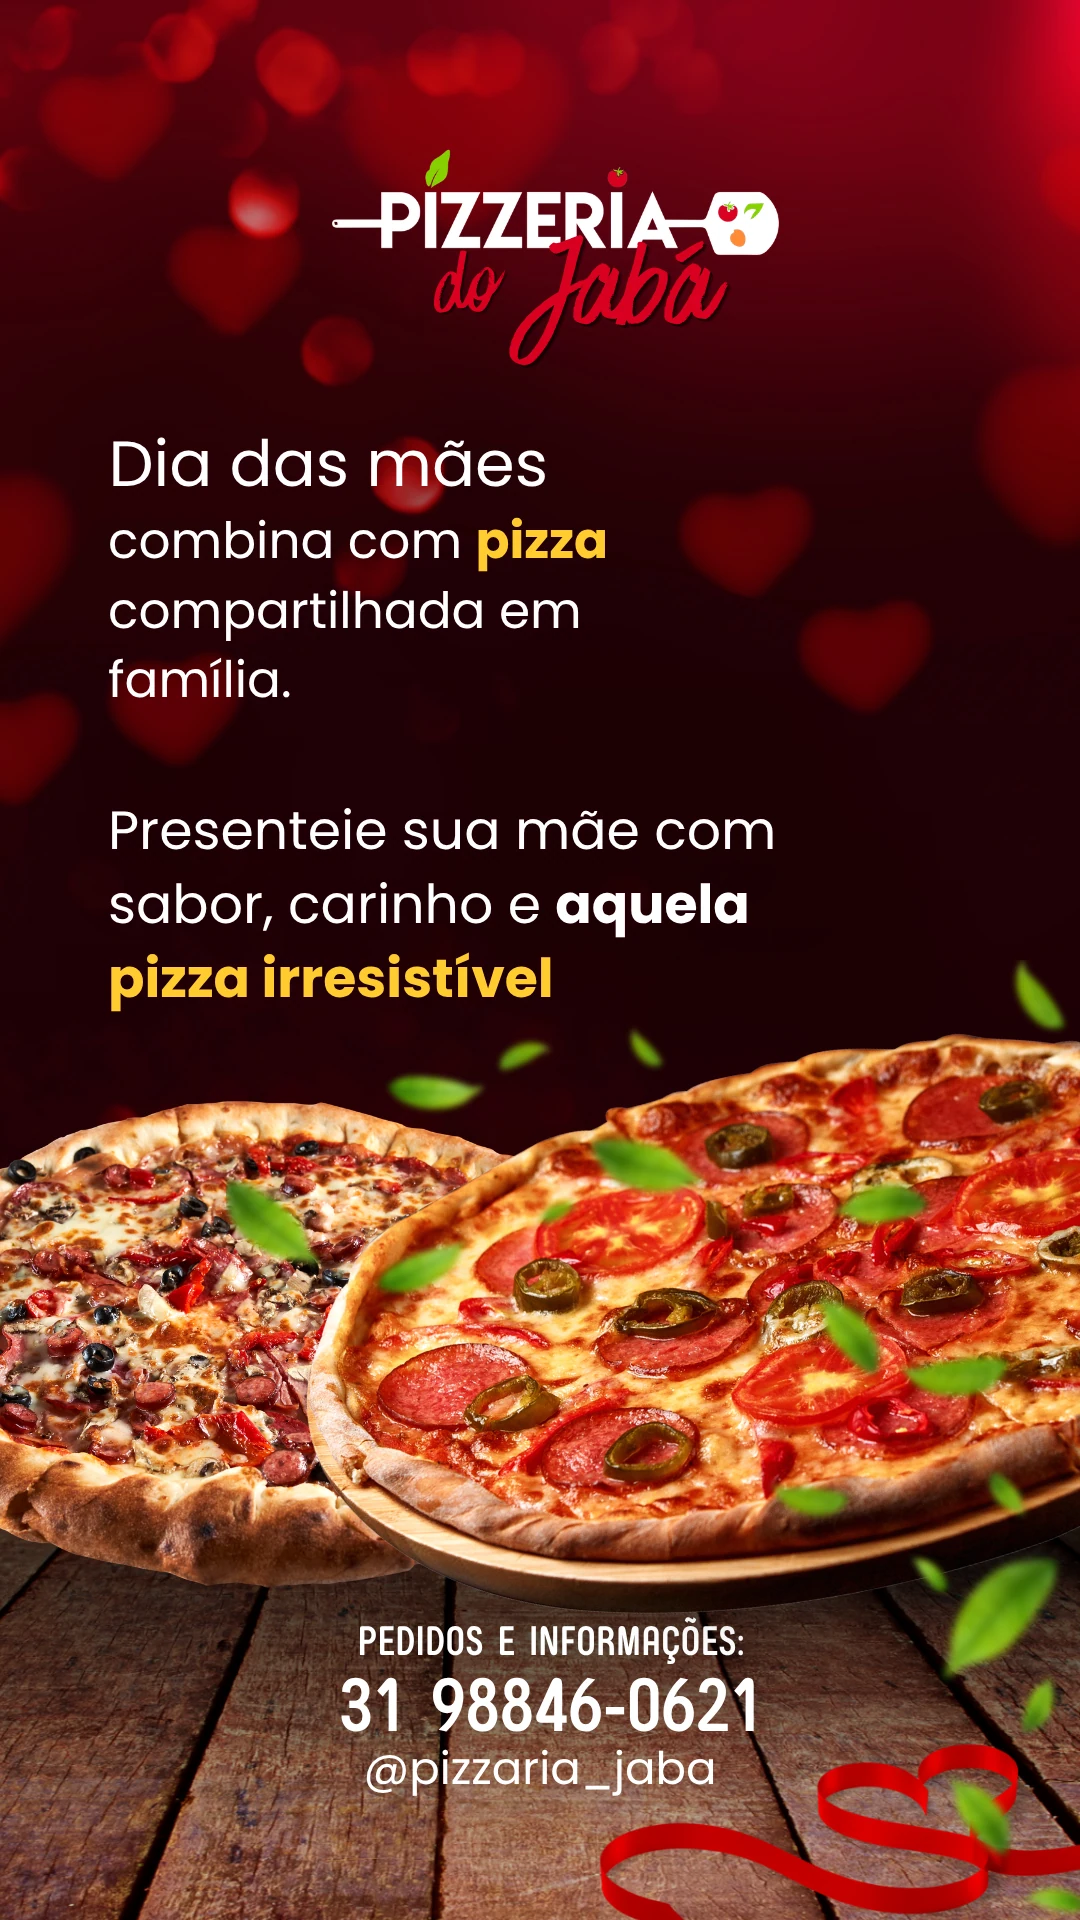 PIZZERIA
do Jabá
Dia das mães
combina com pizza
compartilhada em
família.
Presenteie sua mãe com
sabor, carinho e aquela
pizza irresistível
PEDIDOS E INFORMAÇÕES:
31 98846-0621
@pizzaria_jaba